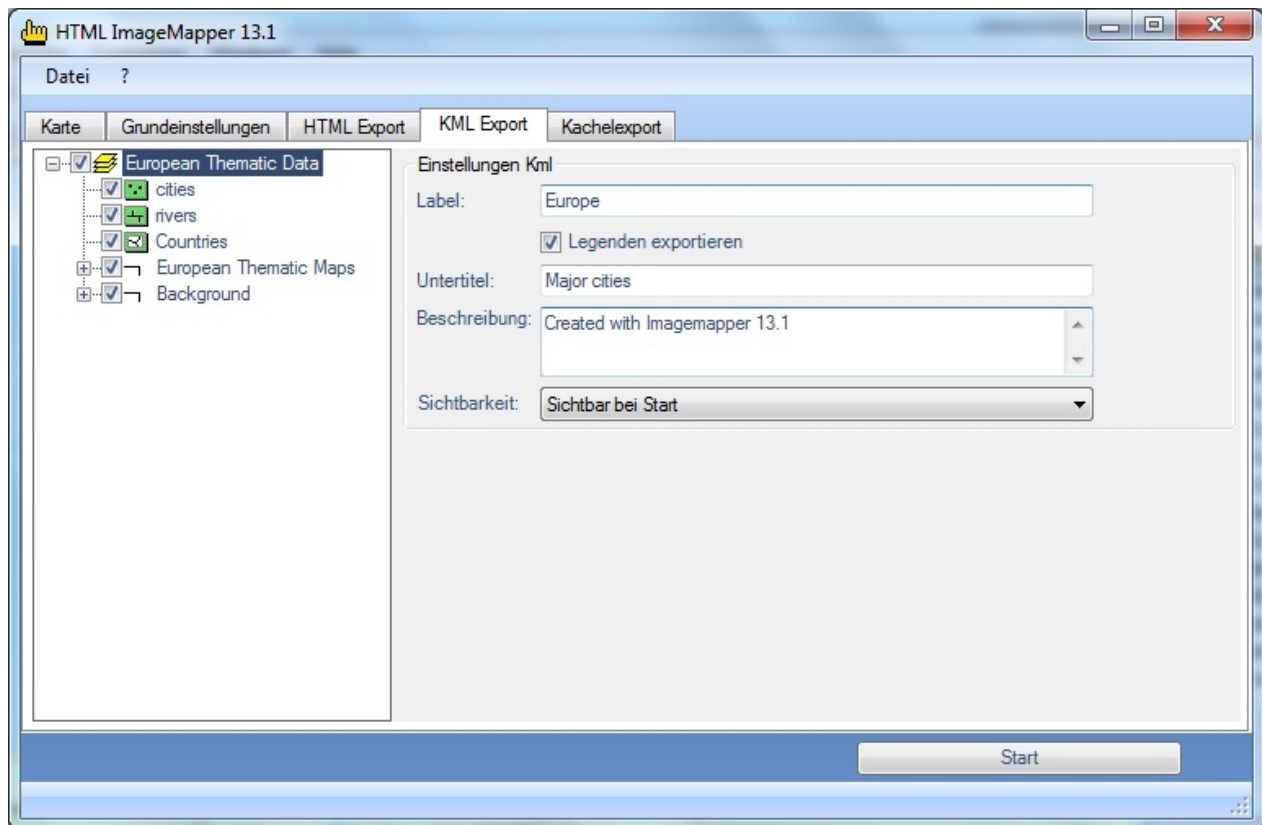 HTML ImageMapper 13.1
Datei ?
Karte Grundeinstellungen HTML Export KML Export Kachelexport
European Thematic Data
cities
rivers
Countries
European Thematic Maps
Background
Einstellungen Kml
Label: Europe
Legenden exportieren
Untertitel: Major cities
Beschreibung: Created with Imagemapper 13.1
Sichtbarkeit: Sichtbar bei Start
Start